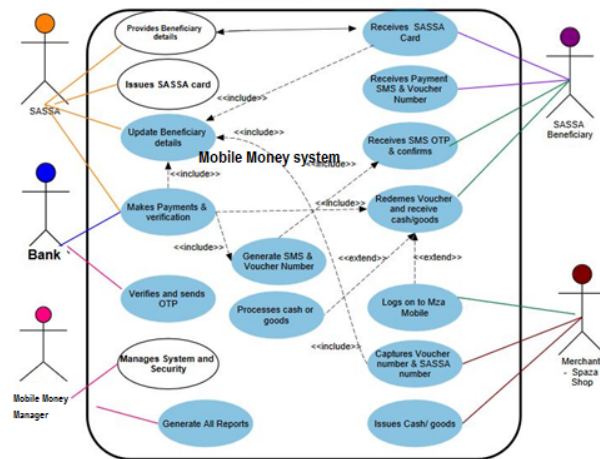 Provides Beneficiary
details
Receives SASSA
Card
Issues SASSA card
<<include>>
Receives Payment
SMS & Voucher
Number
SASSA
SASSA
Beneficiary
Update Beneficiary
details
<<include>>
Receives SMS OTP
& confirms
Mobile Money system
<<include>>
<<include>>
Makes Payments &
verification
<<include>>
Redemes Voucher
and receive
cash/goods
Bank
<<include>>
Generate SMS &
Voucher Number
<<extend>>
<<extend>>
Verifies and sends
OTP
Processes cash or
goods
Logs on to Mza
Mobile
<<include>>
Manages System and
Security
Captures Voucher
number & SASSA
number
Merchant
- Spaza
Shop
Mobile Money
Manager
Generate All Reports
Issues Cash/ goods